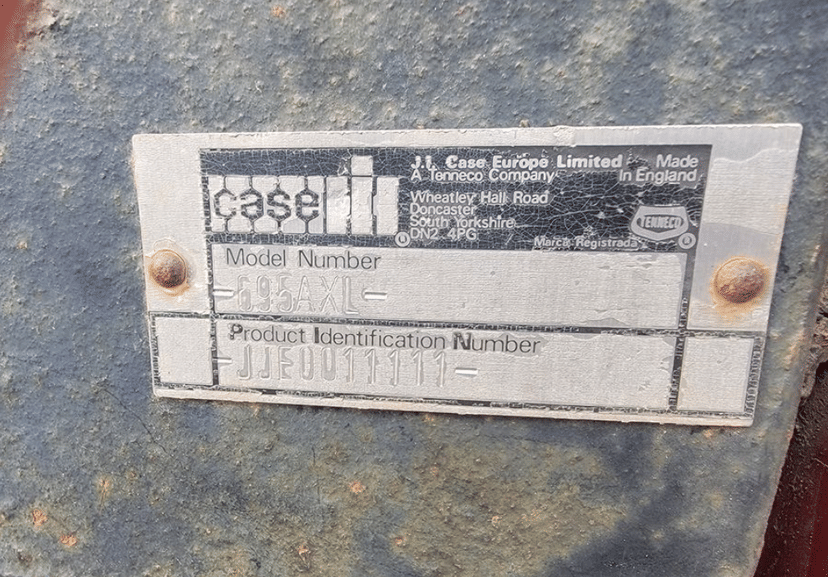 case IH
J.I. Case Europe Limited
A Tenneco Company
Made
In England
Wheatley Hall Road
Doncaster
South Yorkshire
DN2 4PG
TENNECO
Marca Registrada
Model Number
-695AXL-
Product Identification Number
-JJE0011111-